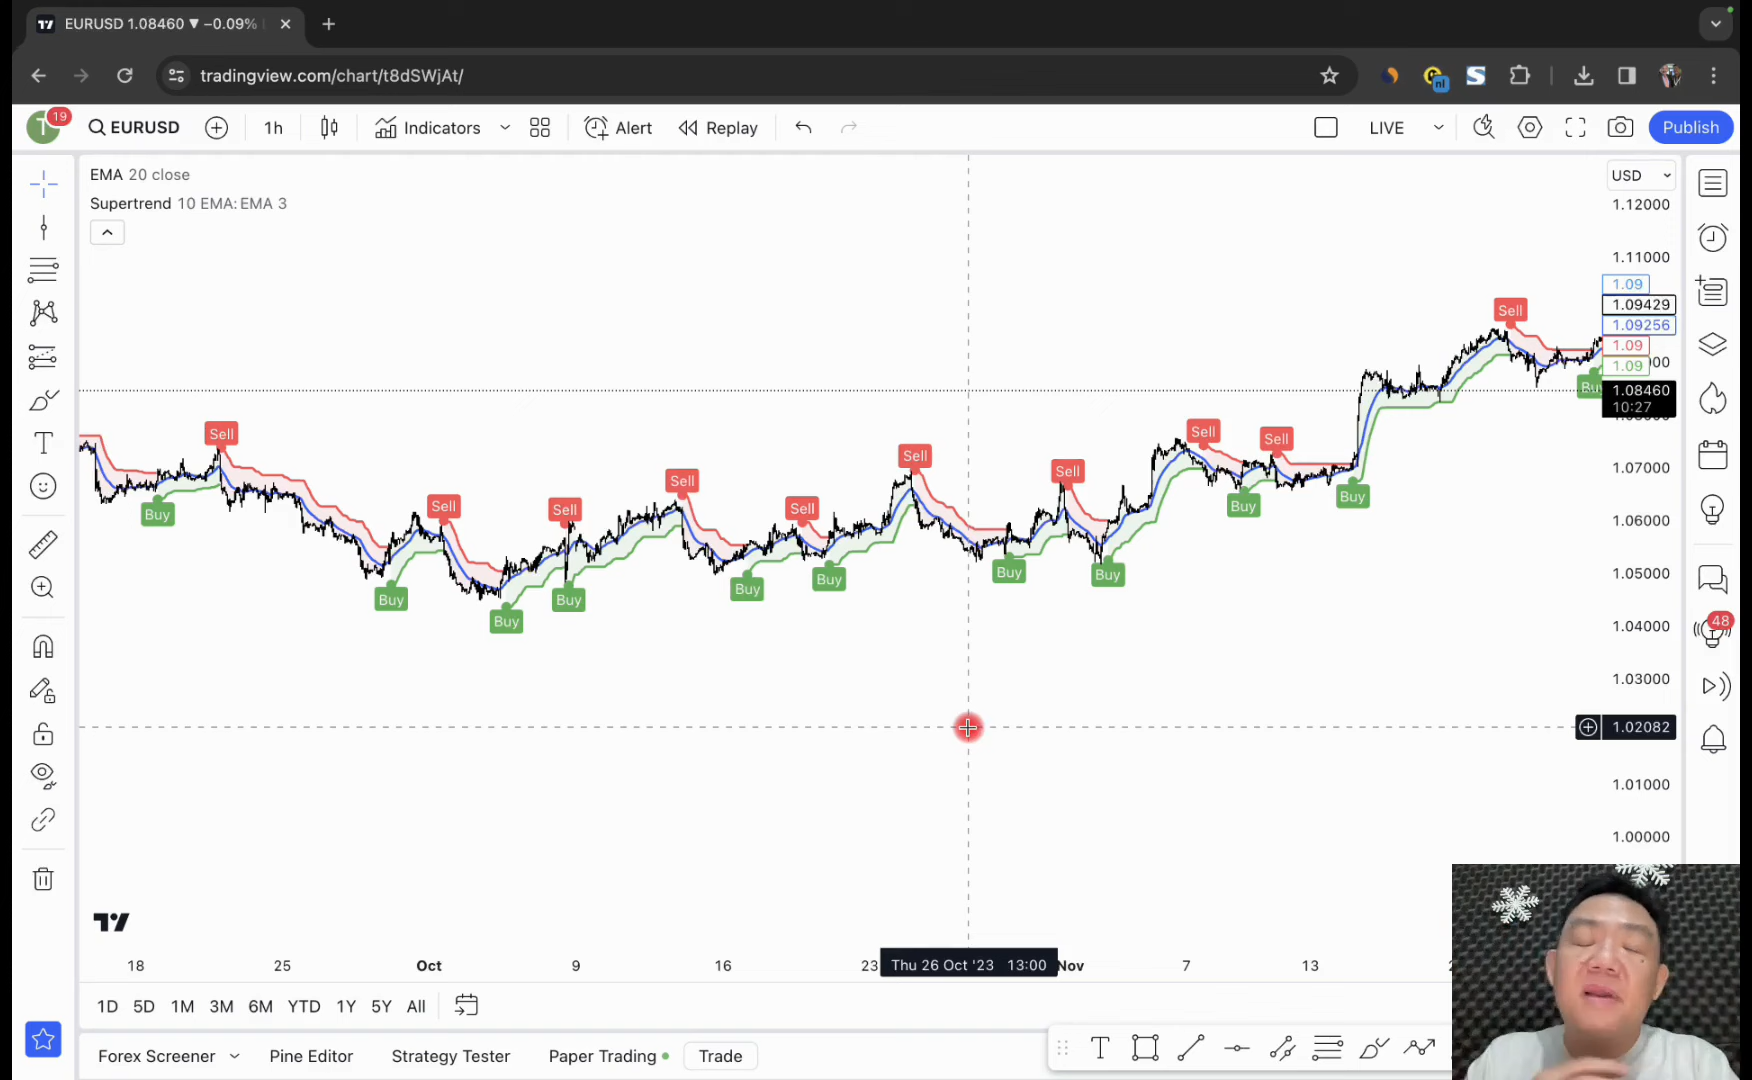 EURUSD 1.08460 ▼ −0.09%
tradingview.com/chart/t8dSWjAt/
nl
T
19
EURUSD
1h
Indicators
Alert
Replay
LIVE
Publish
EMA 20 close
Supertrend 10 EMA: EMA 3
USD
1.12000
1.11000
1.09
1.09429
1.09256
1.09
1.09
1.08460
10:27
1.07000
1.06000
1.05000
1.04000
1.03000
1.02082
1.01000
1.00000
Sell
Sell
Sell
Sell
Sell
Sell
Sell
Sell
Sell
Sell
Buy
Buy
Buy
Buy
Buy
Buy
Buy
Buy
Buy
Buy
48
18
25
Oct
9
16
23
Thu 26 Oct '23 13:00
Nov
7
13
1D 5D 1M 3M 6M YTD 1Y 5Y All
Forex Screener
Pine Editor
Strategy Tester
Paper Trading
Trade